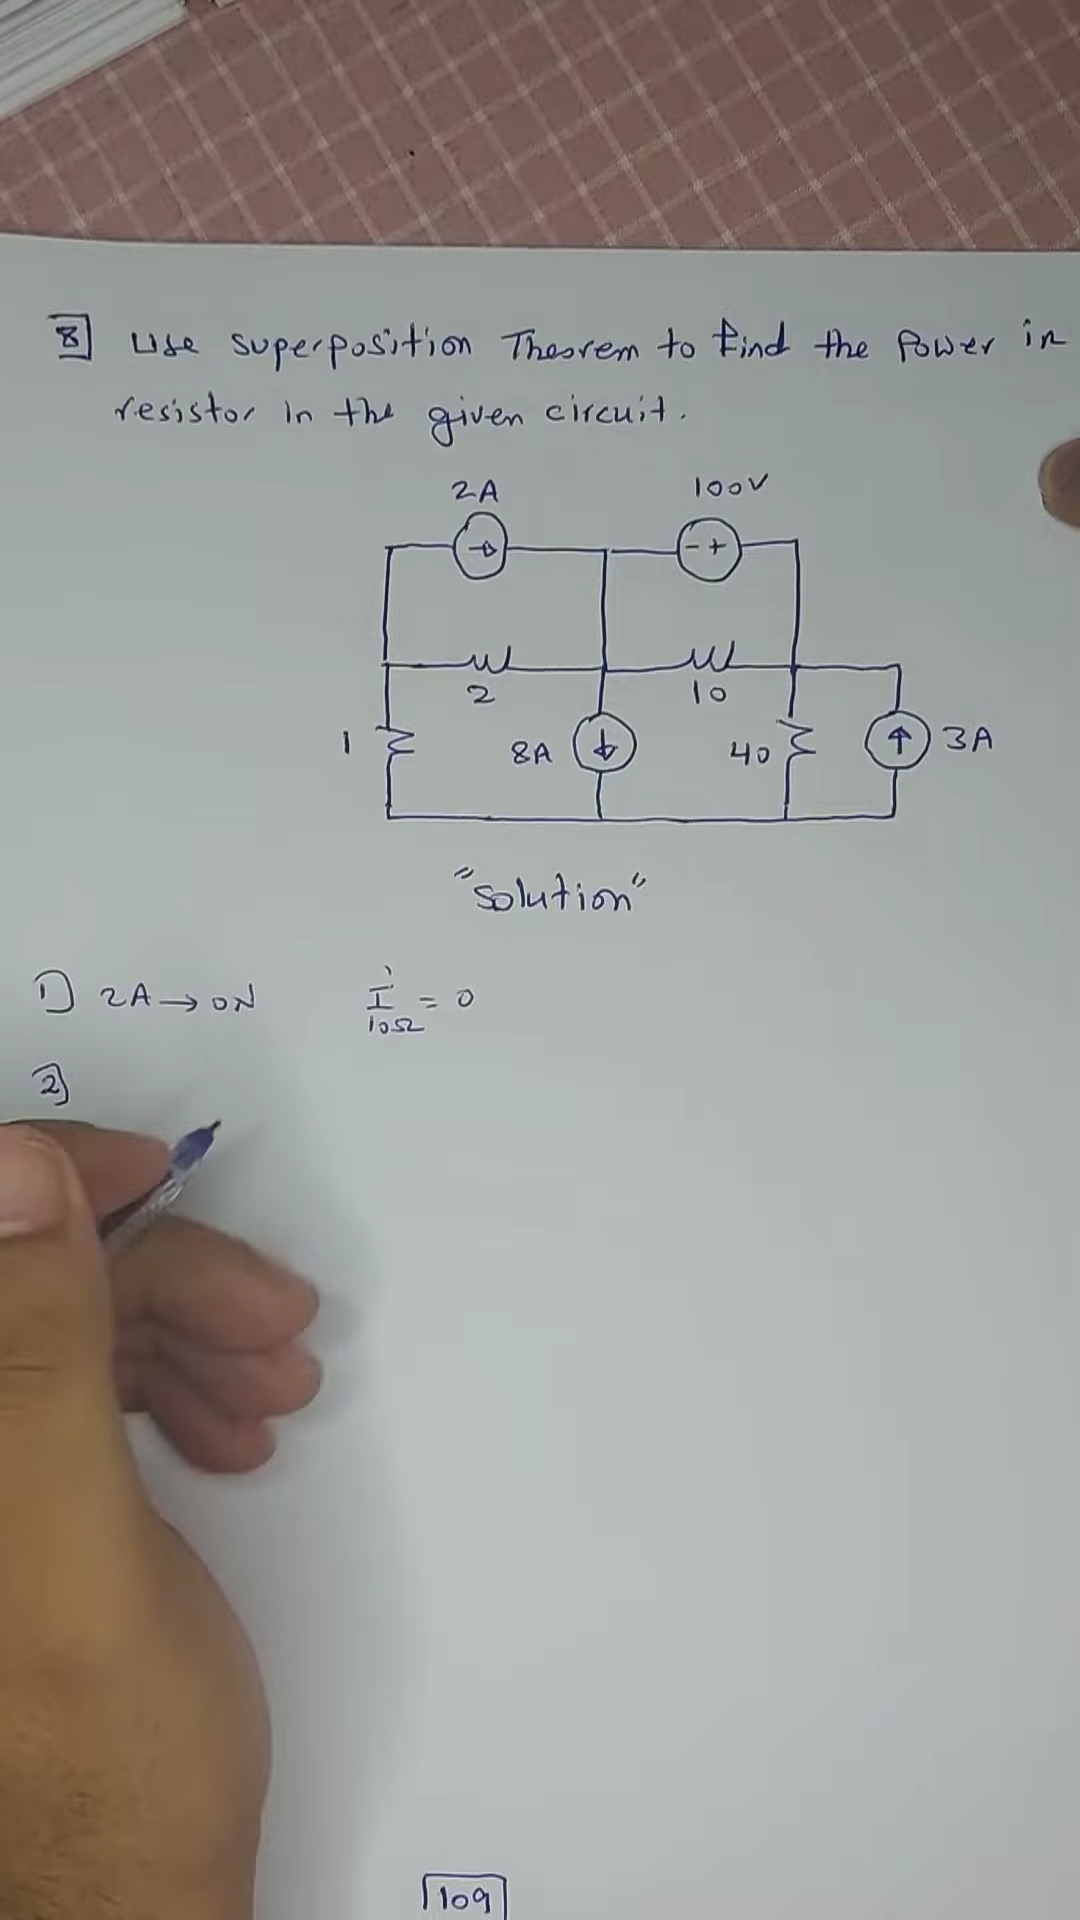 8 Use superposition Theorem to find the Power in
resistor in the given circuit.
2A 100V
→ - +
2 10
1 8A ↓ 40 ↑ 3A
"solution"
1) 2A → ON I' 10Ω = 0
2)
109